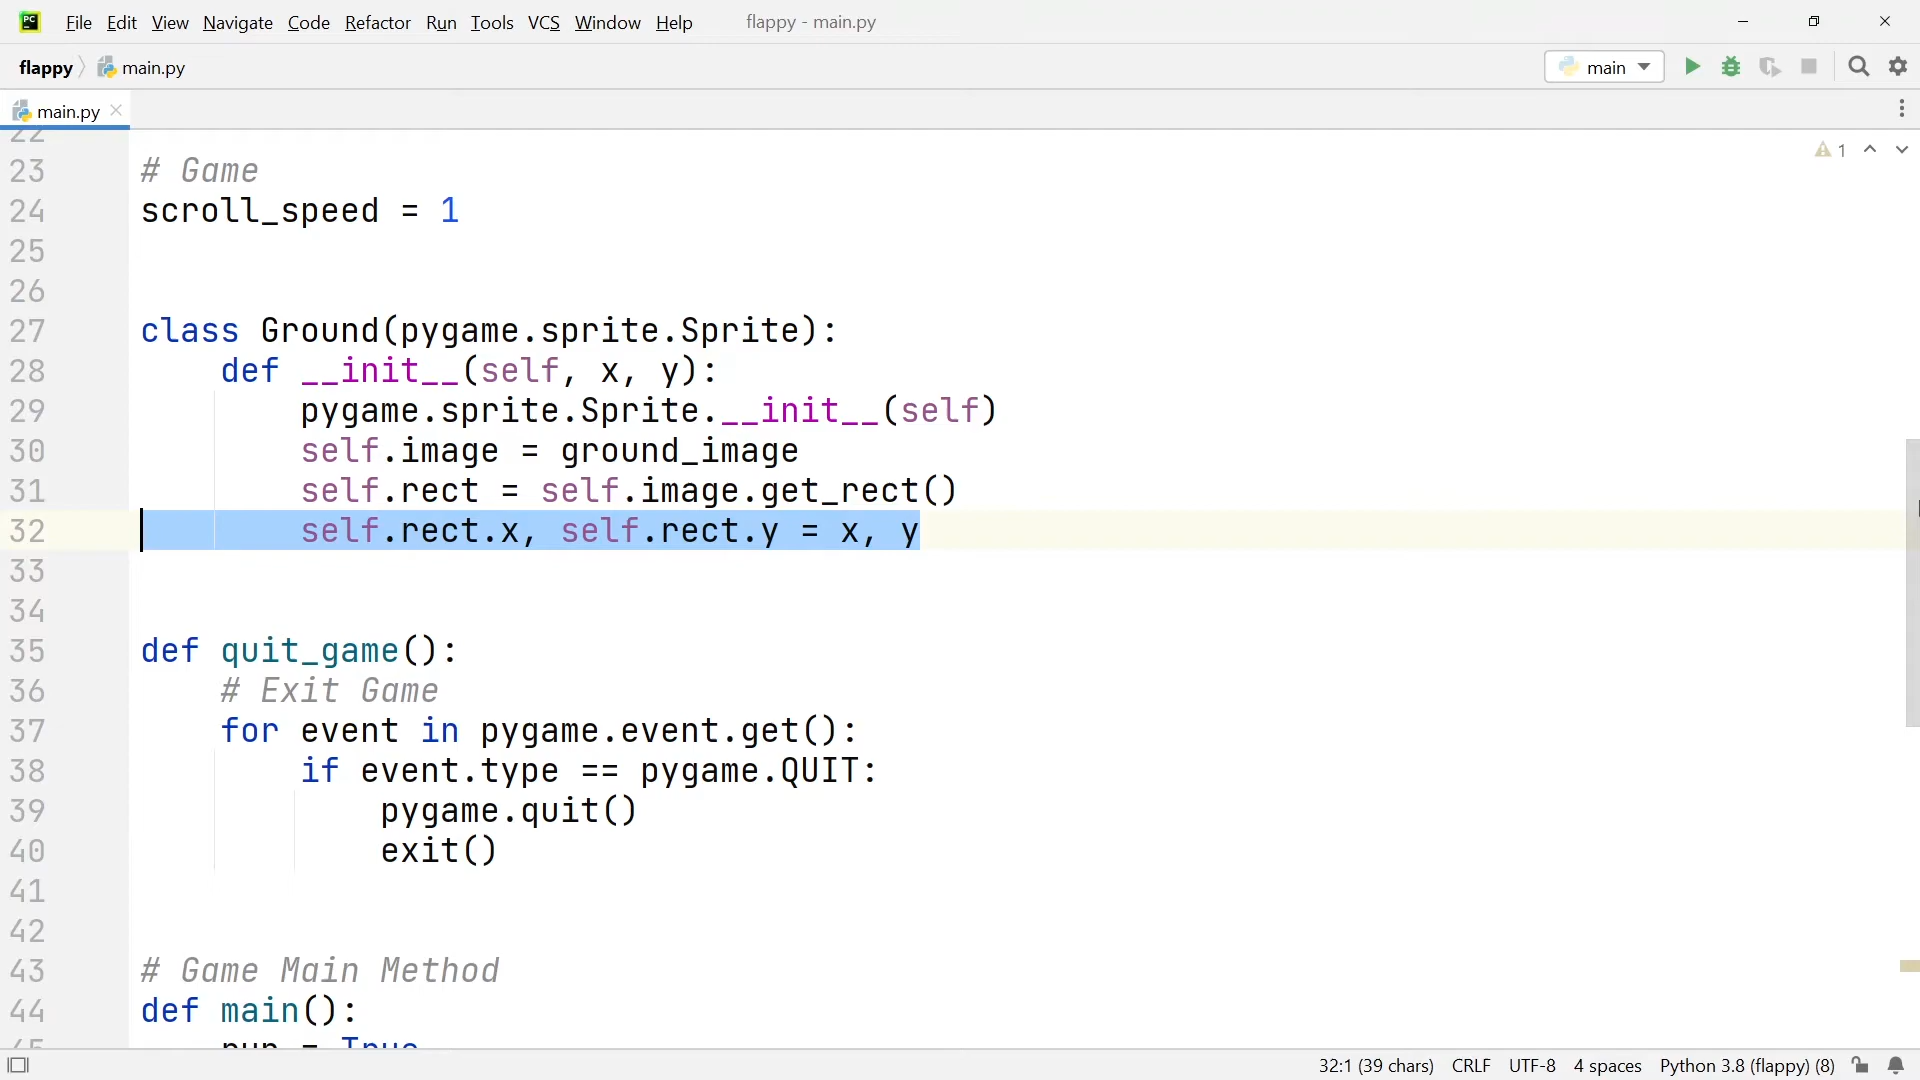 PC
File Edit View Navigate Code Refactor Run Tools VCS Window Help flappy - main.py
flappy main.py main
main.py
22
23 # Game
1
24 scroll_speed = 1
25
26
27 class Ground(pygame.sprite.Sprite):
28 def __init__(self, x, y):
29 pygame.sprite.Sprite.__init__(self)
30 self.image = ground_image
31 self.rect = self.image.get_rect()
32 self.rect.x, self.rect.y = x, y
33
34
35 def quit_game():
36 # Exit Game
37 for event in pygame.event.get():
38 if event.type == pygame.QUIT:
39 pygame.quit()
40 exit()
41
42
43 # Game Main Method
44 def main():
45 run = True
32:1 (39 chars) CRLF UTF-8 4 spaces Python 3.8 (flappy) (8)